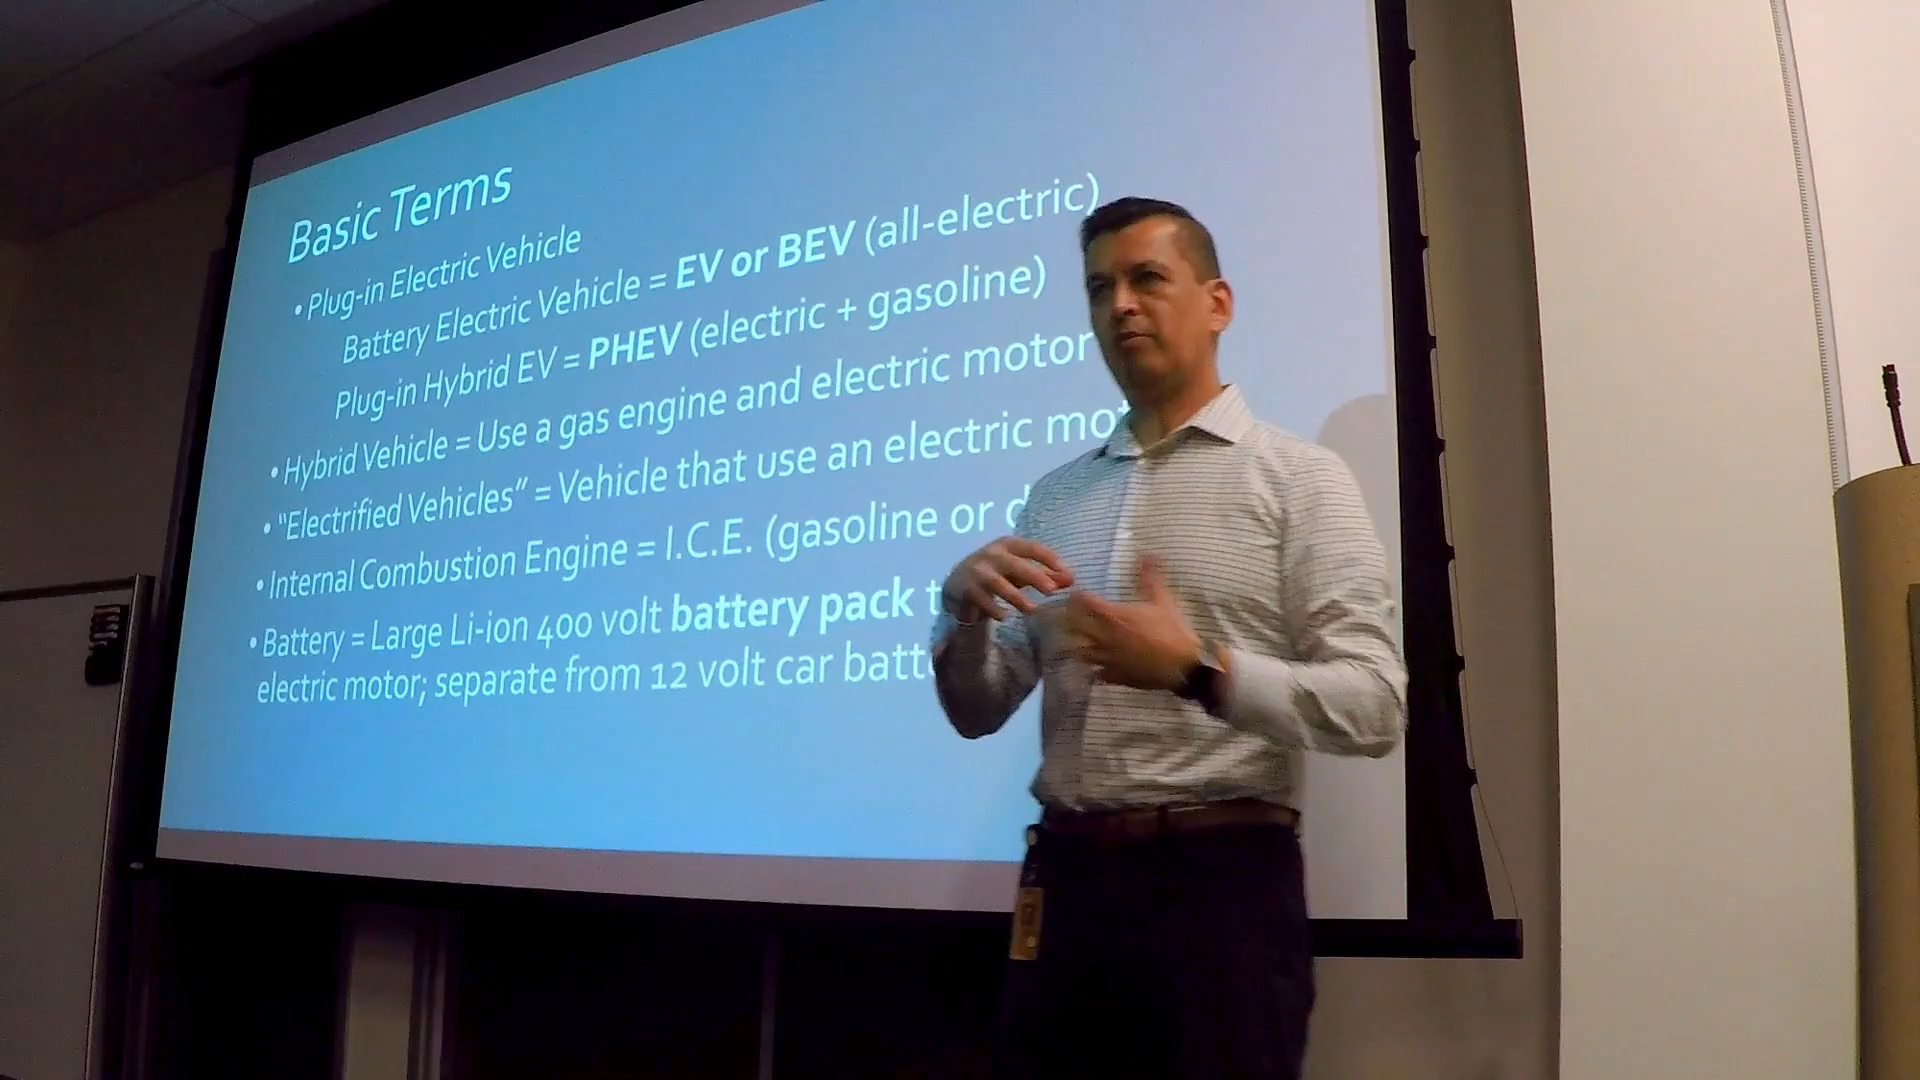 Basic Terms
• Plug-in Electric Vehicle
Battery Electric Vehicle = EV or BEV (all-electric)
Plug-in Hybrid EV = PHEV (electric + gasoline)
• Hybrid Vehicle = Use a gas engine and electric motor
• "Electrified Vehicles" = Vehicle that use an electric
• Internal Combustion Engine = I.C.E. (gasoline or
• Battery = Large Li-ion 400 volt battery pack
electric motor; separate from 12 volt car